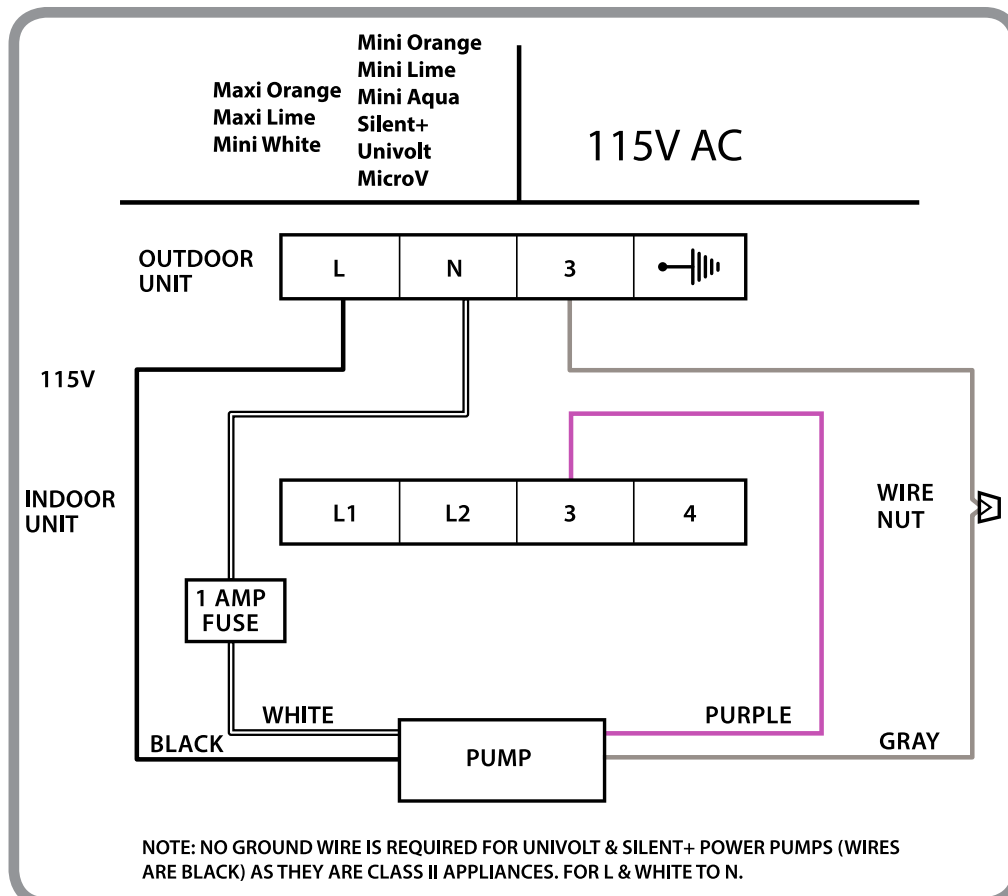 Maxi Orange
Maxi Lime
Mini White
Mini Orange
Mini Lime
Mini Aqua
Silent+
Univolt
MicroV
115V AC
OUTDOOR
UNIT
L
N
3
115V
INDOOR
UNIT
L1
L2
3
4
WIRE
NUT
1 AMP
FUSE
WHITE
PURPLE
BLACK
GRAY
PUMP
NOTE: NO GROUND WIRE IS REQUIRED FOR UNIVOLT & SILENT+ POWER PUMPS (WIRES
ARE BLACK) AS THEY ARE CLASS II APPLIANCES. FOR L & WHITE TO N.